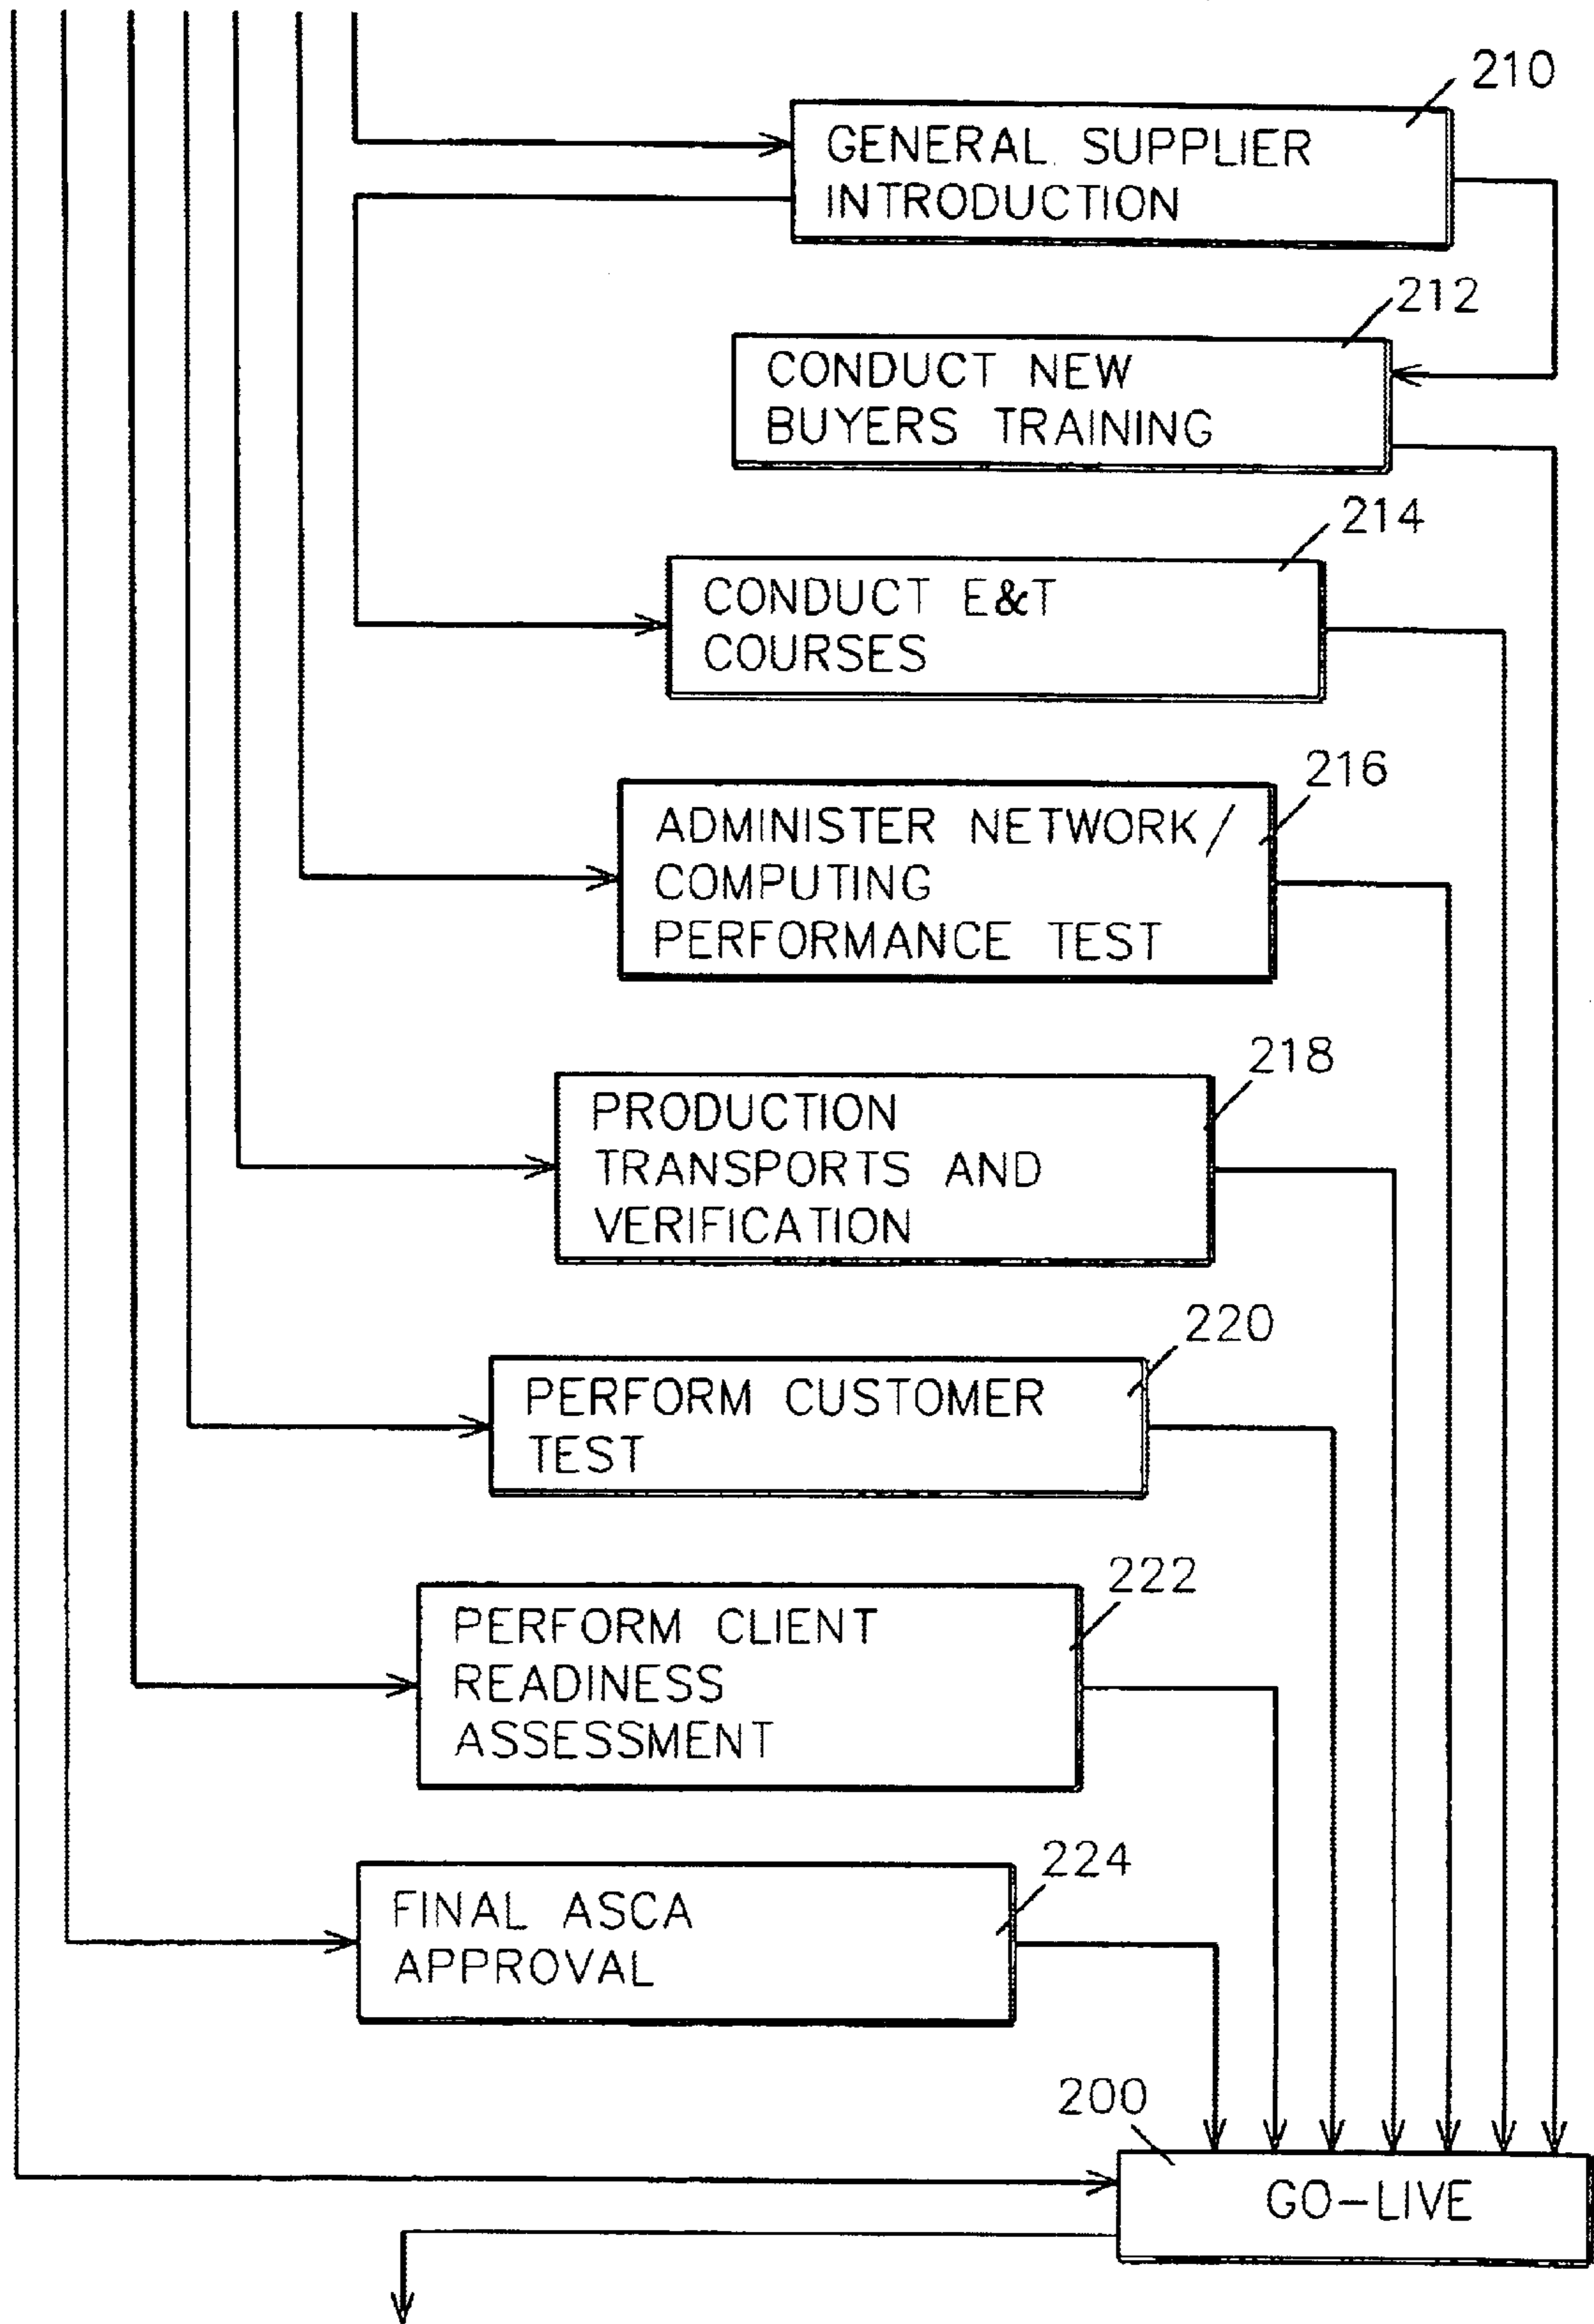 210
GENERAL SUPPLIER
INTRODUCTION
212
CONDUCT NEW
BUYERS TRAINING
214
CONDUCT E&T
COURSES
216
ADMINISTER NETWORK/
COMPUTING
PERFORMANCE TEST
218
PRODUCTION
TRANSPORTS AND
VERIFICATION
220
PERFORM CUSTOMER
TEST
222
PERFORM CLIENT
READINESS
ASSESSMENT
224
FINAL ASCA
APPROVAL
200
GO-LIVE